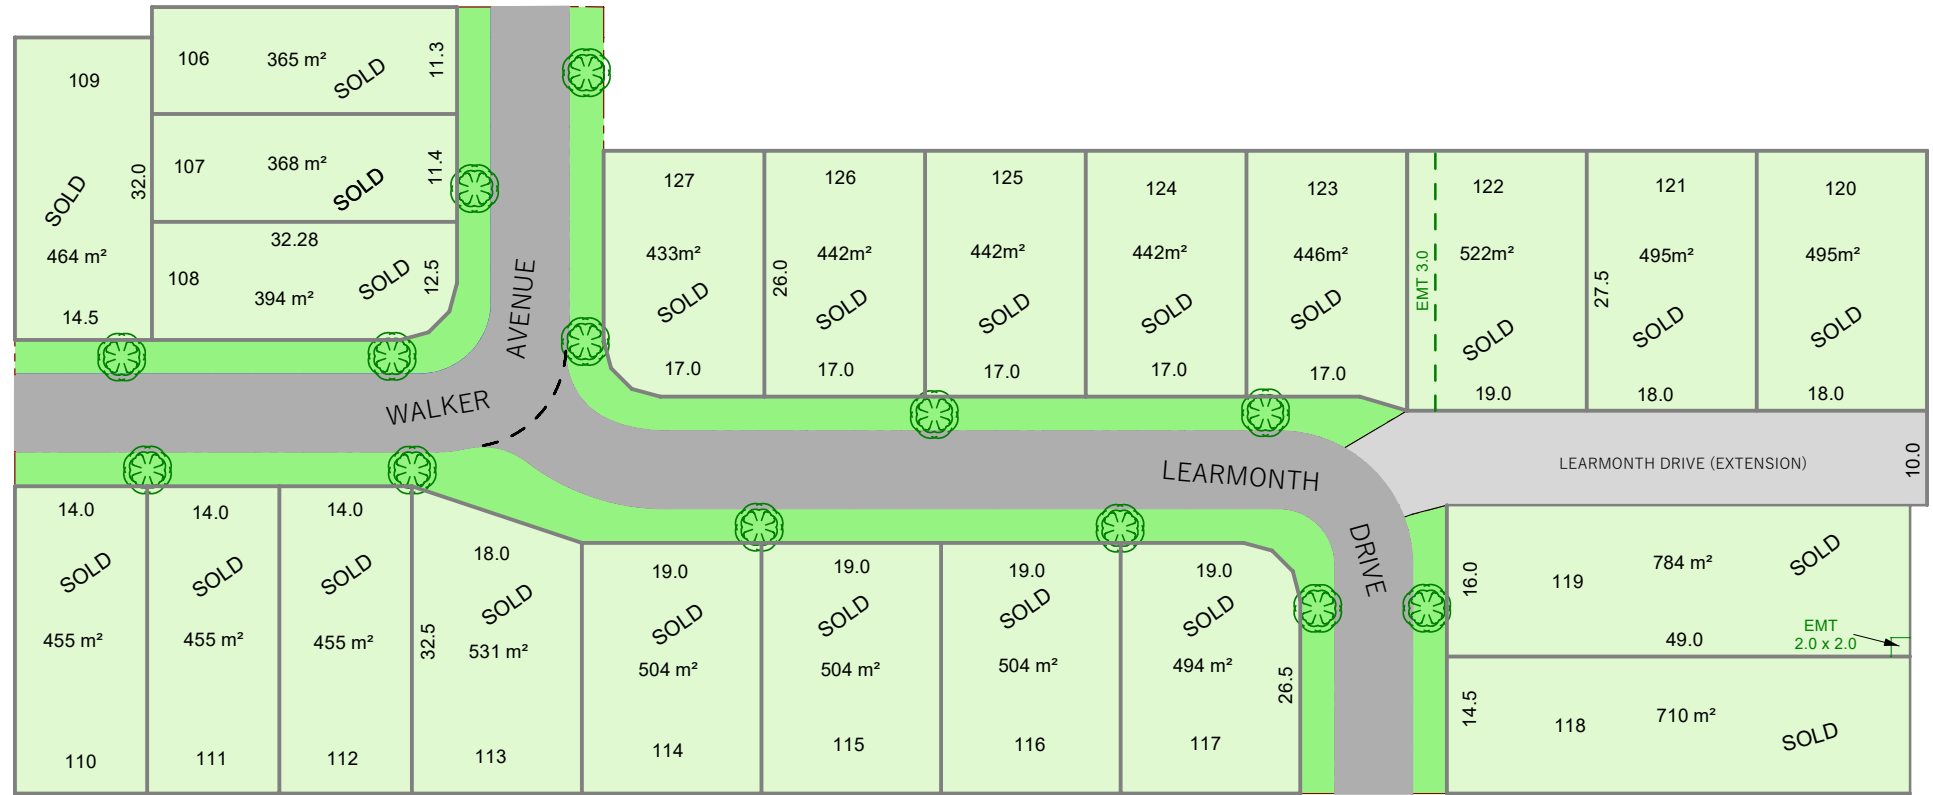 109
SOLD
32.0
464 m²
14.5
106
365 m²
SOLD
11.3
107
368 m²
SOLD
11.4
32.28
108
394 m²
SOLD
12.5
WALKER
AVENUE
127
433m²
SOLD
17.0
126
26.0
442m²
SOLD
17.0
125
442m²
SOLD
17.0
124
442m²
SOLD
17.0
123
446m²
SOLD
17.0
EMT 3.0
122
522m²
SOLD
19.0
121
27.5
495m²
SOLD
18.0
120
495m²
SOLD
18.0
LEARMONTH
DRIVE
LEARMONTH DRIVE (EXTENSION)
10.0
14.0
SOLD
455 m²
110
14.0
SOLD
455 m²
111
14.0
SOLD
455 m²
112
18.0
SOLD
32.5
531 m²
113
19.0
SOLD
504 m²
114
19.0
SOLD
504 m²
115
19.0
SOLD
504 m²
116
19.0
SOLD
494 m²
26.5
117
784 m²
SOLD
16.0
119
49.0
EMT
2.0 x 2.0
14.5
118
710 m²
SOLD